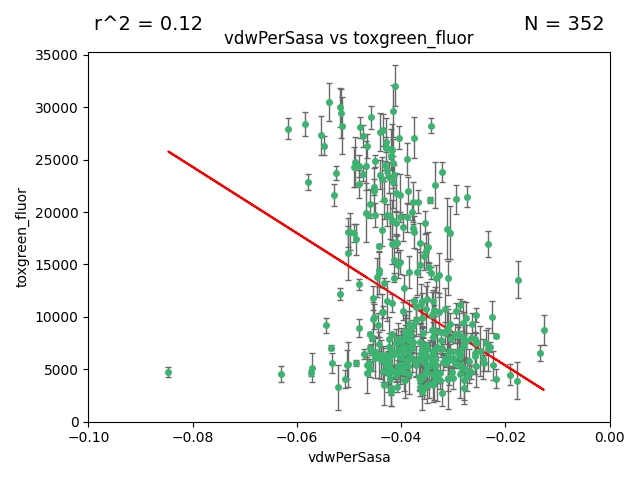 r^2 = 0.12
N = 352
vdwPerSasa vs toxgreen_fluor
35000
30000
25000
20000
15000
10000
5000
0
toxgreen_fluor
−0.10
−0.08
−0.06
−0.04
−0.02
0.00
vdwPerSasa